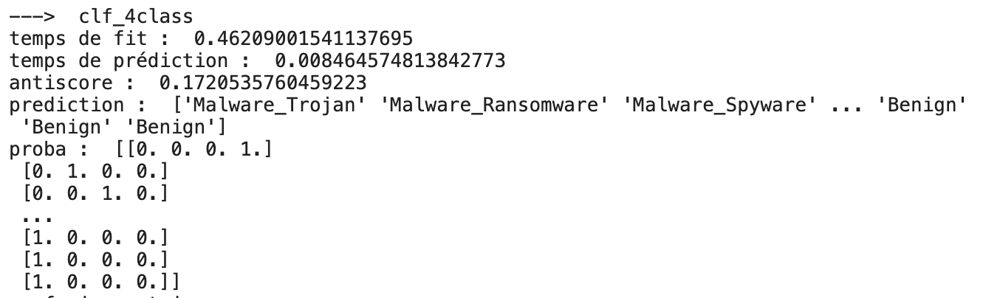 ---> clf_4class
temps de fit :  0.46209001541137695
temps de prédiction :  0.008464574813842773
antiscore :  0.1720535760459223
prediction :  ['Malware_Trojan' 'Malware_Ransomware' 'Malware_Spyware' ... 'Benign'
 'Benign' 'Benign']
proba :  [[0. 0. 0. 1.]
 [0. 1. 0. 0.]
 [0. 0. 1. 0.]
 ...
 [1. 0. 0. 0.]
 [1. 0. 0. 0.]
 [1. 0. 0. 0.]]